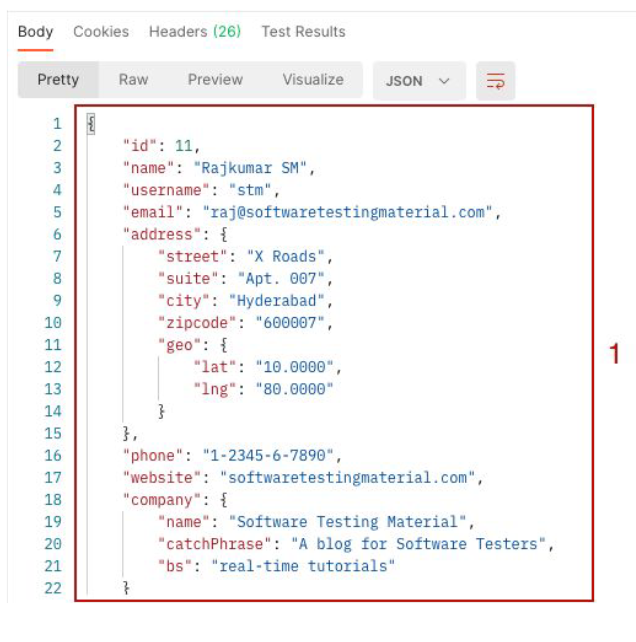 Body Cookies Headers (26) Test Results
Pretty Raw Preview Visualize JSON
1 {
2 "id": 11,
3 "name": "Rajkumar SM",
4 "username": "stm",
5 "email": "raj@softwaretestingmaterial.com",
6 "address": {
7 "street": "X Roads",
8 "suite": "Apt. 007",
9 "city": "Hyderabad",
10 "zipcode": "600007",
11 "geo": {
12 "lat": "10.0000",
13 "lng": "80.0000"
14 }
15 },
16 "phone": "1-2345-6-7890",
17 "website": "softwaretestingmaterial.com",
18 "company": {
19 "name": "Software Testing Material",
20 "catchPhrase": "A blog for Software Testers",
21 "bs": "real-time tutorials"
22 }
1